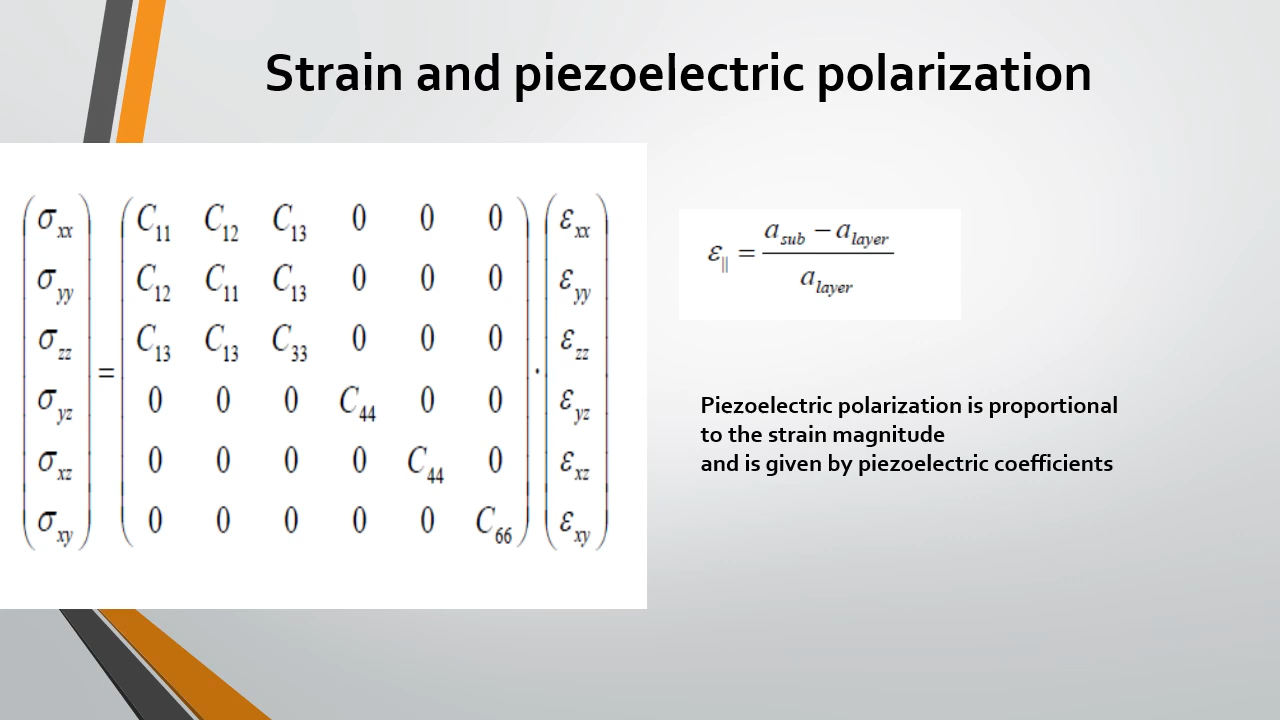 Strain and piezoelectric polarization
σxx C11 C12 C13 0 0 0 εxx
σyy C12 C11 C13 0 0 0 εyy
σzz C13 C13 C33 0 0 0 εzz
=
·
σyz 0 0 0 C44 0 0 εyz
σxz 0 0 0 0 C44 0 εxz
σxy 0 0 0 0 0 C66 εxy
ε|| = (asub − alayer) / alayer
Piezoelectric polarization is proportional
to the strain magnitude
and is given by piezoelectric coefficients